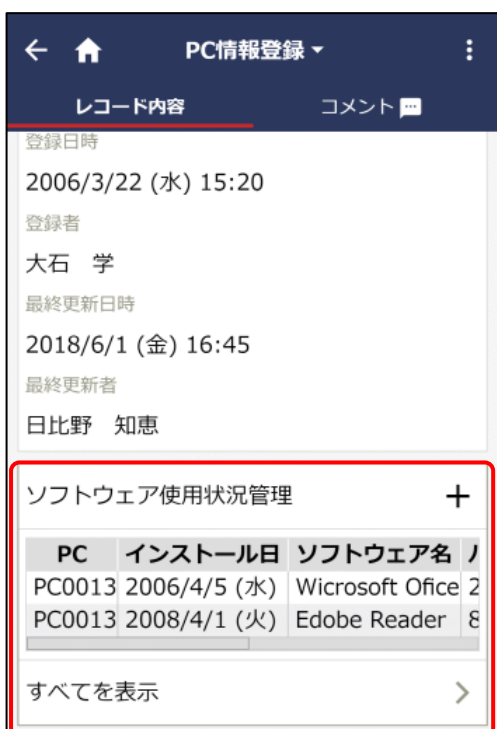 PC情報登録
レコード内容 コメント
登録日時
2006/3/22 (水) 15:20
登録者
大石 学
最終更新日時
2018/6/1 (金) 16:45
最終更新者
日比野 知恵
ソフトウェア使用状況管理
PC インストール日 ソフトウェア名
PC0013 2006/4/5 (水) Wicrosoft Ofice 2
PC0013 2008/4/1 (火) Edobe Reader 8
すべてを表示